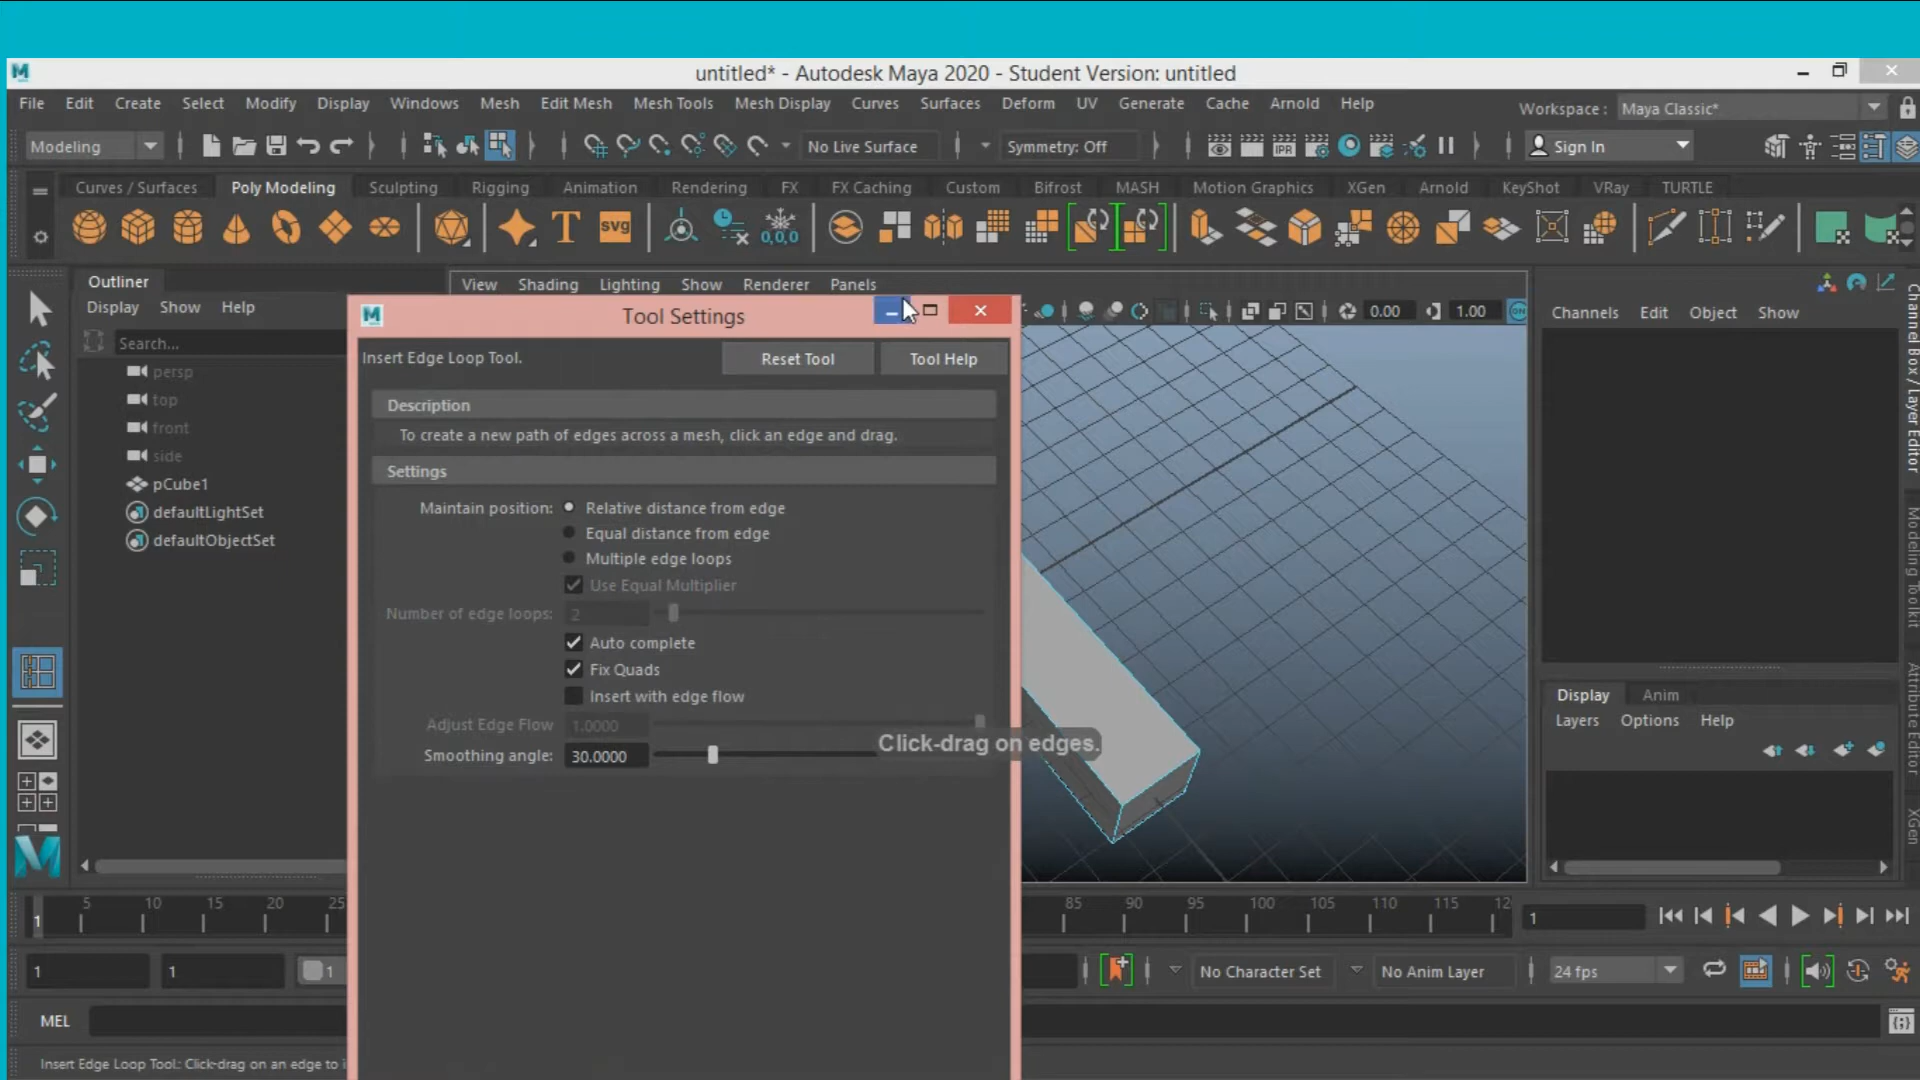 untitled* - Autodesk Maya 2020 - Student Version: untitled
File Edit Create Select Modify Display Windows Mesh Edit Mesh Mesh Tools Mesh Display Curves Surfaces Deform UV Generate Cache Arnold Help
Workspace : Maya Classic*
Modeling No Live Surface Symmetry: Off Sign In
IPR
Curves / Surfaces Poly Modeling Sculpting Rigging Animation Rendering FX FX Caching Custom Bifrost MASH Motion Graphics XGen Arnold KeyShot VRay TURTLE
T svg 0,0,0
Outliner
Display Show Help
Search...
persp
top
front
side
pCube1
defaultLightSet
defaultObjectSet
View Shading Lighting Show Renderer Panels
0.00 1.00 ON
Tool Settings
Insert Edge Loop Tool.
Reset Tool Tool Help
Description
To create a new path of edges across a mesh, click an edge and drag.
Settings
Maintain position: Relative distance from edge
Equal distance from edge
Multiple edge loops
Use Equal Multiplier
Number of edge loops: 2
Auto complete
Fix Quads
Insert with edge flow
Adjust Edge Flow 1.0000
Smoothing angle: 30.0000
Click-drag on edges.
Channels Edit Object Show
Channel Box / Layer Editor
Modeling Toolkit
Attribute Editor
XGen
Display Anim
Layers Options Help
1 5 10 15 20 25 85 90 95 100 105 110 115 12
1
1 1 1
No Character Set No Anim Layer 24 fps
MEL
Insert Edge Loop Tool: Click-drag on an edge to i